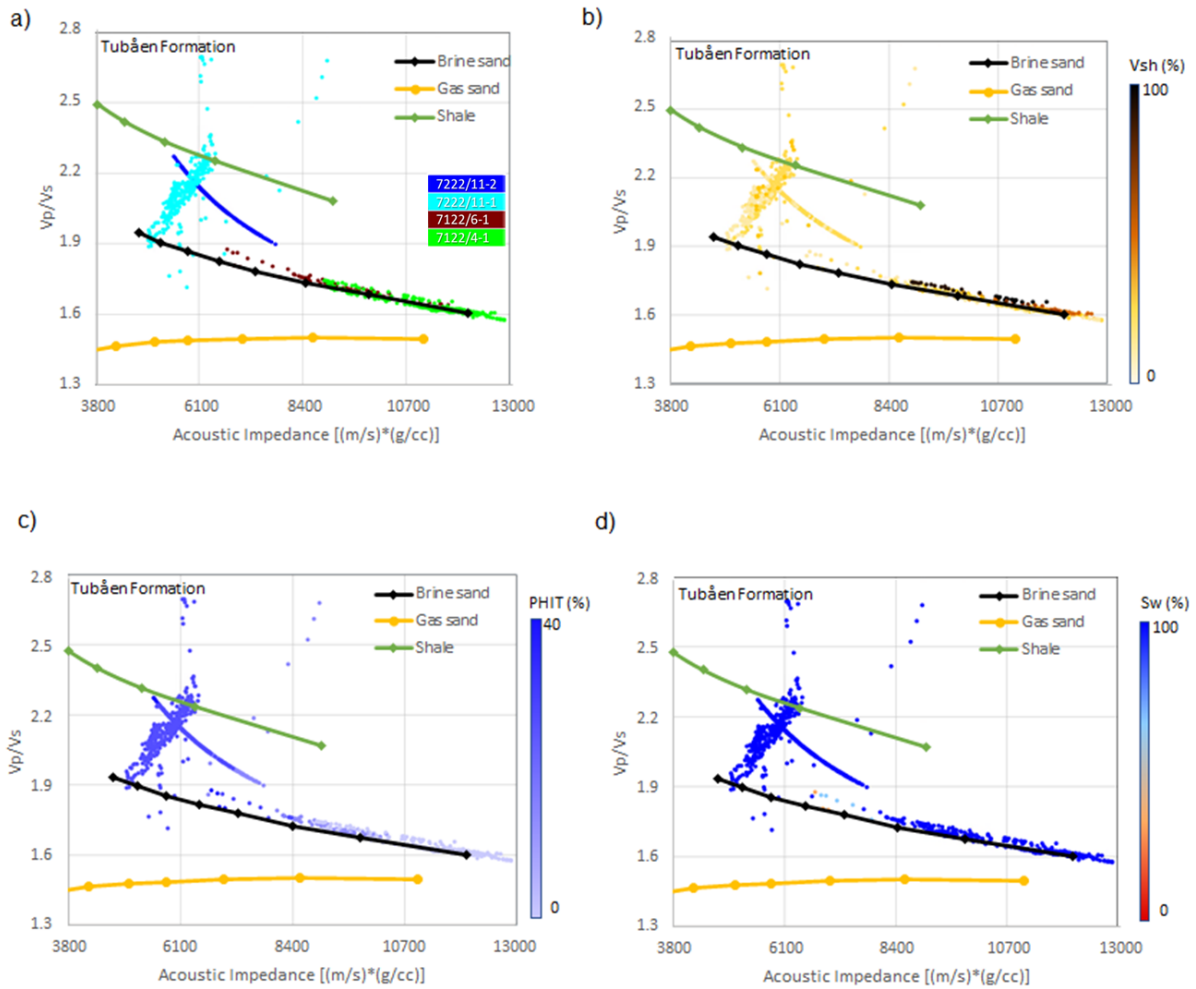 a)
Tubåen Formation
Brine sand
Gas sand
Shale
7222/11-2
7222/11-1
7122/6-1
7122/4-1
Vp/Vs
2.8
2.5
2.2
1.9
1.6
1.3
3800 6100 8400 10700 13000
Acoustic Impedance [(m/s)*(g/cc)]
b)
Tubåen Formation
Brine sand
Gas sand
Shale
Vsh (%)
100
0
Vp/Vs
2.8
2.5
2.2
1.9
1.6
1.3
3800 6100 8400 10700 13000
Acoustic Impedance [(m/s)*(g/cc)]
c)
Tubåen Formation
Brine sand
Gas sand
Shale
PHIT (%)
40
0
Vp/Vs
2.8
2.5
2.2
1.9
1.6
1.3
3800 6100 8400 10700 13000
Acoustic Impedance [(m/s)*(g/cc)]
d)
Tubåen Formation
Brine sand
Gas sand
Shale
Sw (%)
100
0
Vp/Vs
2.8
2.5
2.2
1.9
1.6
1.3
3800 6100 8400 10700 13000
Acoustic Impedance [(m/s)*(g/cc)]